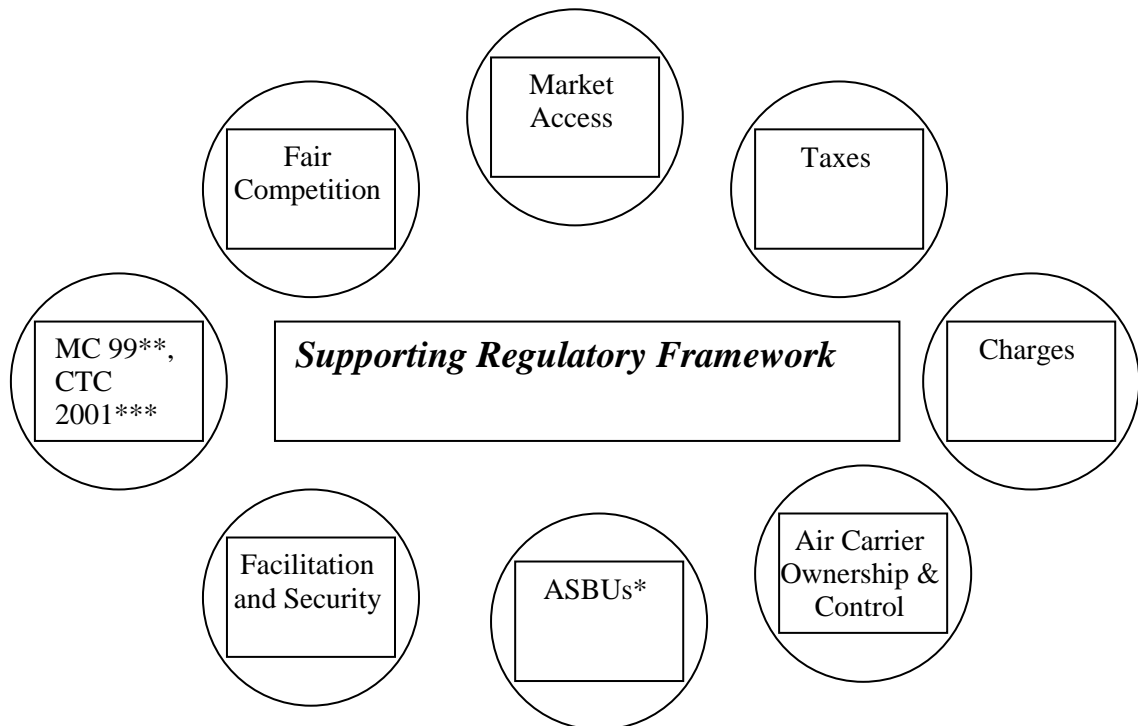 Market
Access
Fair
Competition
Taxes
MC 99**,
CTC
2001***
Supporting Regulatory Framework
Charges
Facilitation
and Security
ASBUs*
Air Carrier
Ownership &
Control